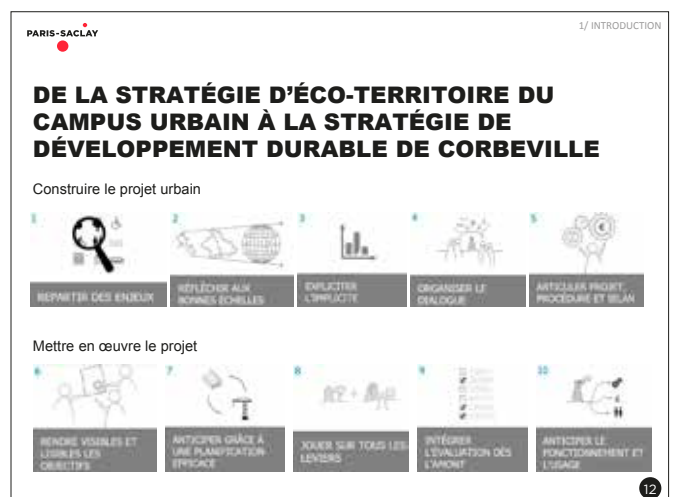 PARIS-SACLAY
1/ INTRODUCTION
DE LA STRATÉGIE D’ÉCO-TERRITOIRE DU
CAMPUS URBAIN À LA STRATÉGIE DE
DÉVELOPPEMENT DURABLE DE CORBEVILLE
Construire le projet urbain
1
REPARTIR DES ENJEUX
2
RÉFLÉCHIR AUX
BONNES ÉCHELLES
3
EXPLICITER
L'IMPLICITE
4
ORGANISER LE
DIALOGUE
5
ARTICULER PROJET,
PROCÉDURE ET BILAN
Mettre en œuvre le projet
6
RENDRE VISIBLES ET
LISIBLES LES
OBJECTIFS
7
ANTICIPER GRÂCE À
UNE PLANIFICATION
EFFICACE
8
JOUER SUR TOUS LES
LEVIERS
9
INTÉGRER
L'ÉVALUATION DÈS
L'AMONT
10
ANTICIPER LE
FONCTIONNEMENT ET
L'USAGE
12